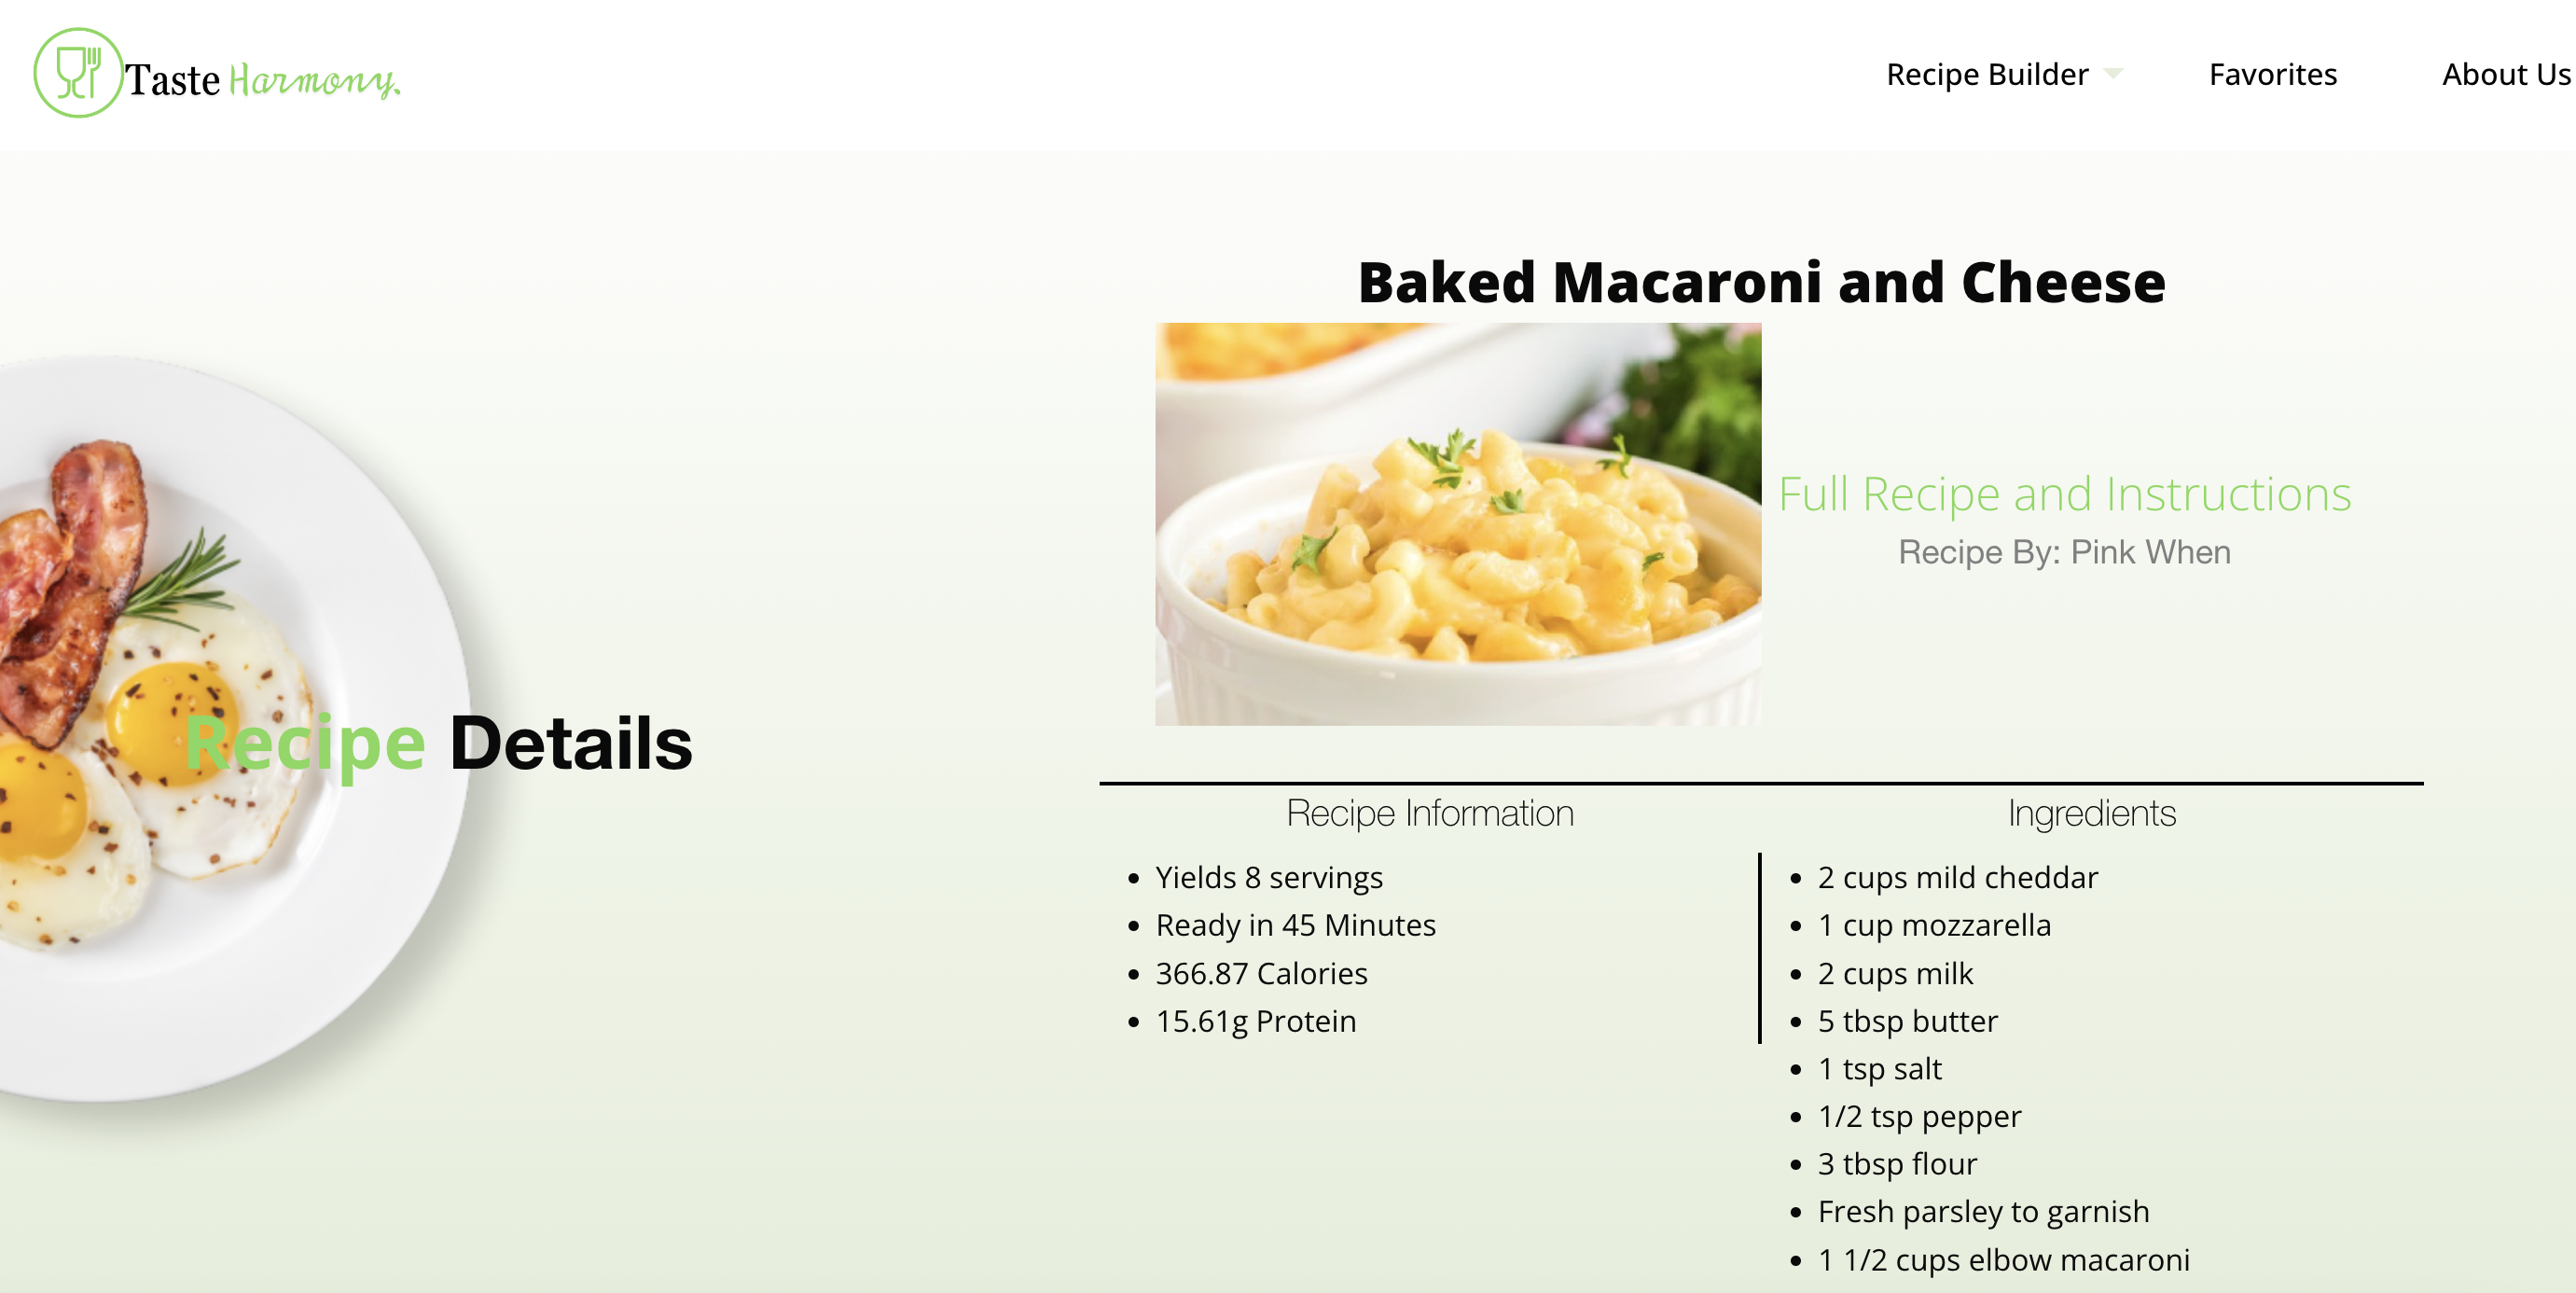 Taste Harmony.
Recipe Builder
Favorites
About Us
Recipe Details
Baked Macaroni and Cheese
Full Recipe and Instructions
Recipe By: Pink When
Recipe Information
Yields 8 servings
Ready in 45 Minutes
366.87 Calories
15.61g Protein
Ingredients
2 cups mild cheddar
1 cup mozzarella
2 cups milk
5 tbsp butter
1 tsp salt
1/2 tsp pepper
3 tbsp flour
Fresh parsley to garnish
1 1/2 cups elbow macaroni